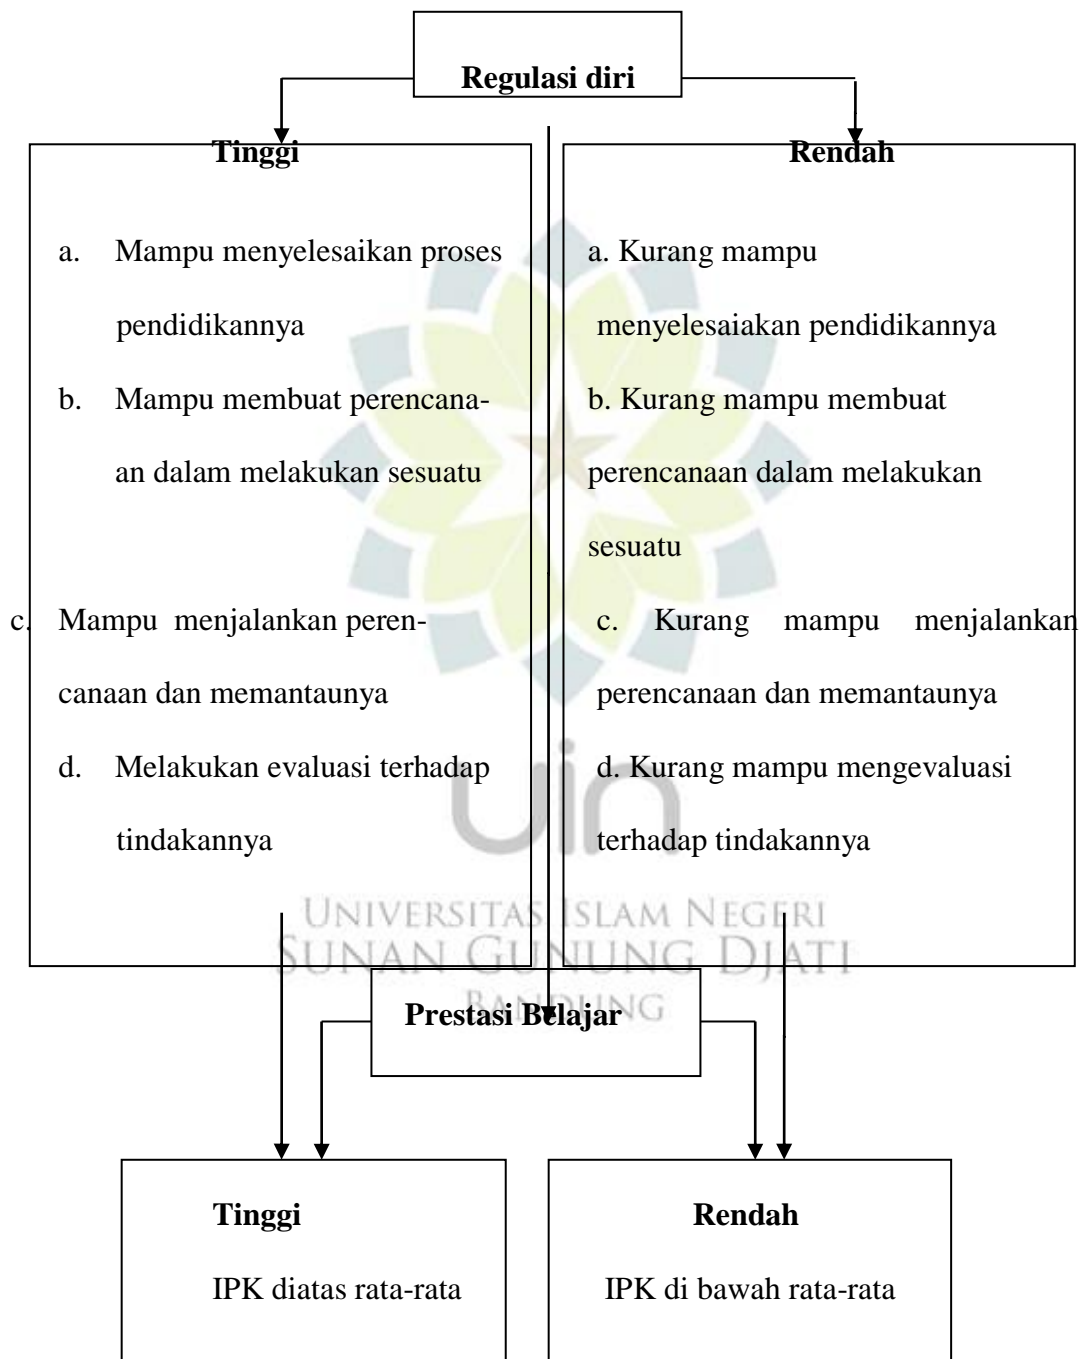 Regulasi diri
Tinggi
a. Mampu menyelesaikan proses
pendidikannya
b. Mampu membuat perencana-
an dalam melakukan sesuatu
c. Mampu menjalankan peren-
canaan dan memantaunya
d. Melakukan evaluasi terhadap
tindakannya
Rendah
a. Kurang mampu
menyelesaiakan pendidikannya
b. Kurang mampu membuat
perencanaan dalam melakukan
sesuatu
c. Kurang mampu menjalankan
perencanaan dan memantaunya
d. Kurang mampu mengevaluasi
terhadap tindakannya
uin
UNIVERSITAS ISLAM NEGERI
SUNAN GUNUNG DJATI
BANDUNG
Prestasi Belajar
Tinggi
IPK diatas rata-rata
Rendah
IPK di bawah rata-rata